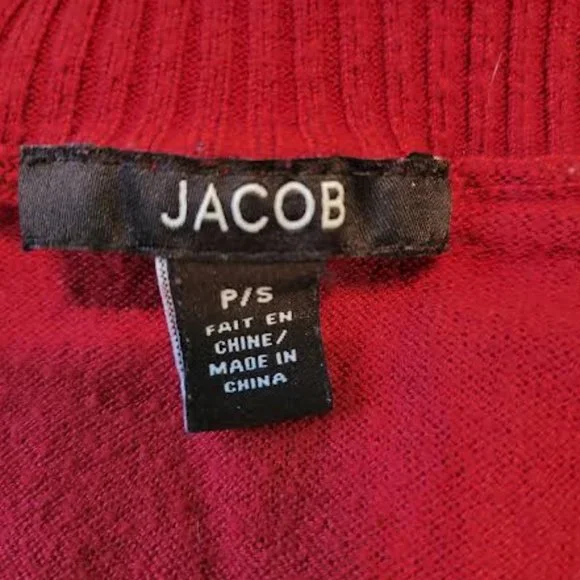 JACOB
P/S
FAIT EN
CHINE/
MADE IN
CHINA